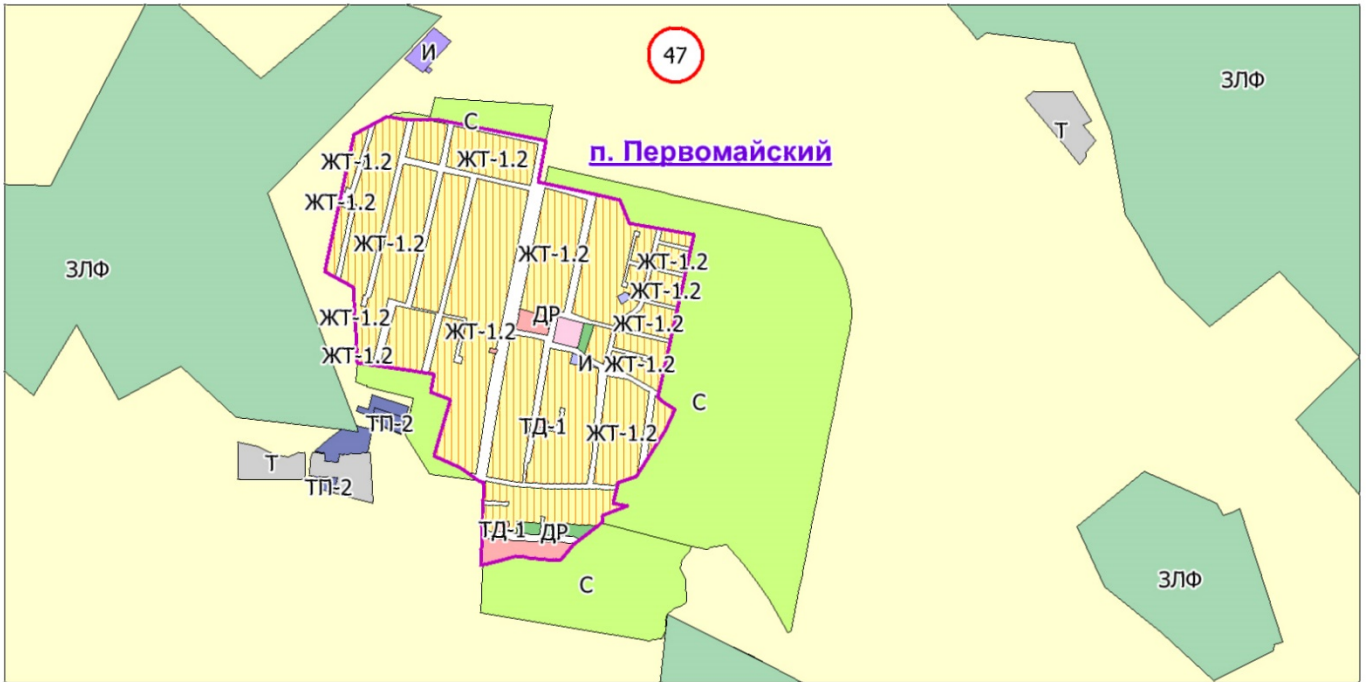 47
И
ЗЛФ
С
Т
п. Первомайский
ЖТ-1.2
ЖТ-1.2
ЖТ-1.2
ЖТ-1.2
ЖТ-1.2
ЖТ-1.2
ЗЛФ
ЖТ-1.2
ДР
ЖТ-1.2
ЖТ-1.2
ЖТ-1.2
ЖТ-1.2
И
ЖТ-1.2
С
ТП-2
ТД-1
ЖТ-1.2
Т
ТП-2
ТД-1
ДР
С
ЗЛФ